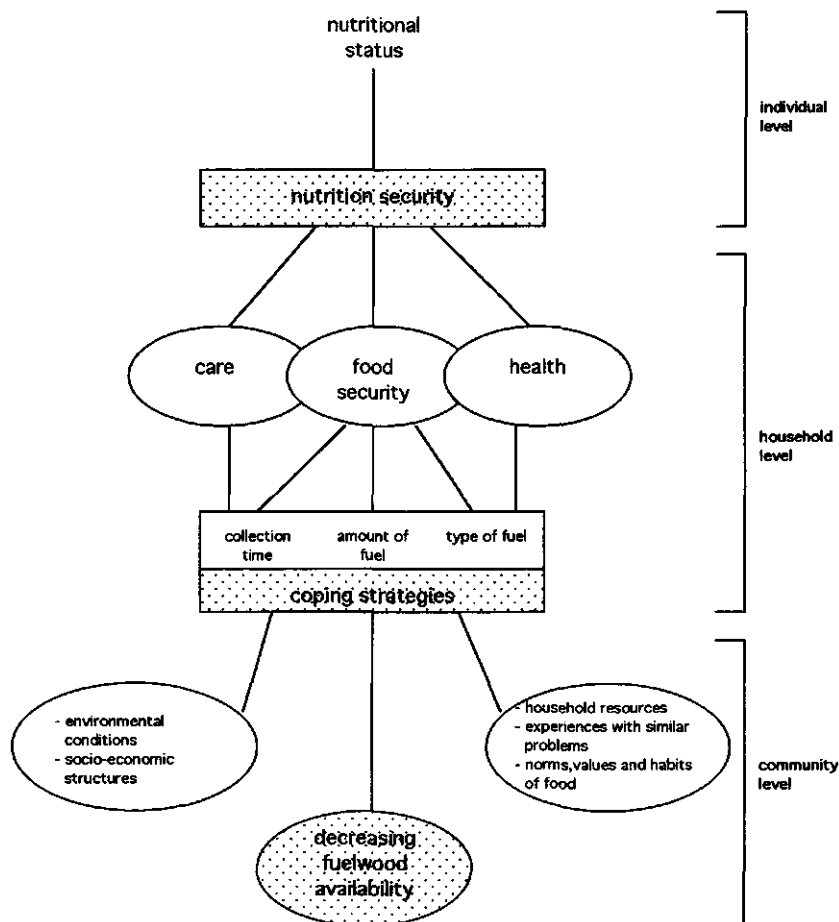 nutritional
status
individual
level
nutrition security
care
food
security
health
household
level
collection
time
amount of
fuel
type of fuel
coping strategies
- environmental
conditions
- socio-economic
structures
- household resources
- experiences with similar
problems
- norms,values and habits
of food
community
level
decreasing
fuelwood
availability